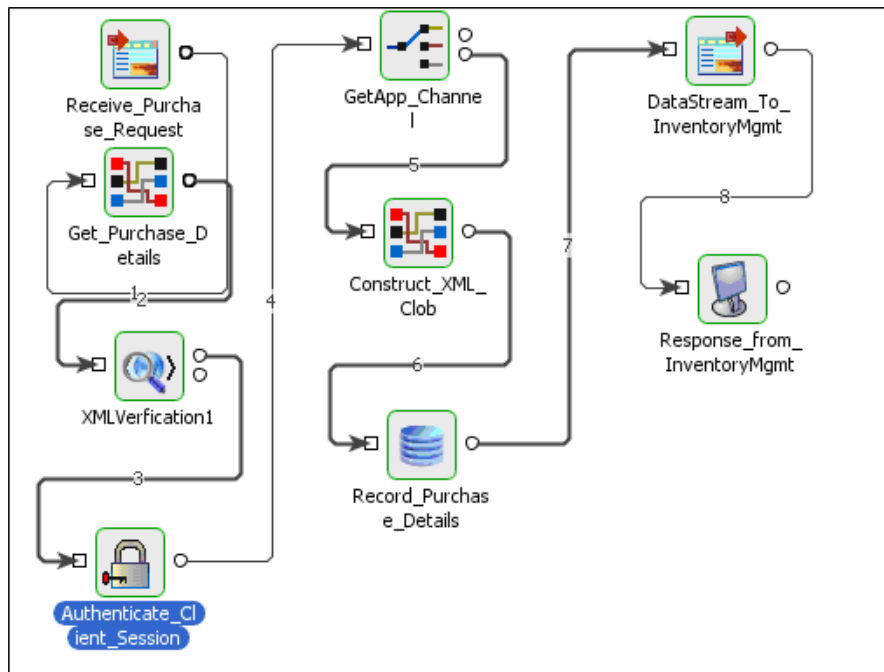 Receive_Purcha
se_Request
Get_Purchase_D
etails
1
2
XMLVerfication1
3
Authenticate_Cl
ient_Session
4
GetApp_Channe
l
5
Construct_XML_
Clob
6
Record_Purchas
e_Details
7
DataStream_To_
InventoryMgmt
8
Response_from_
InventoryMgmt